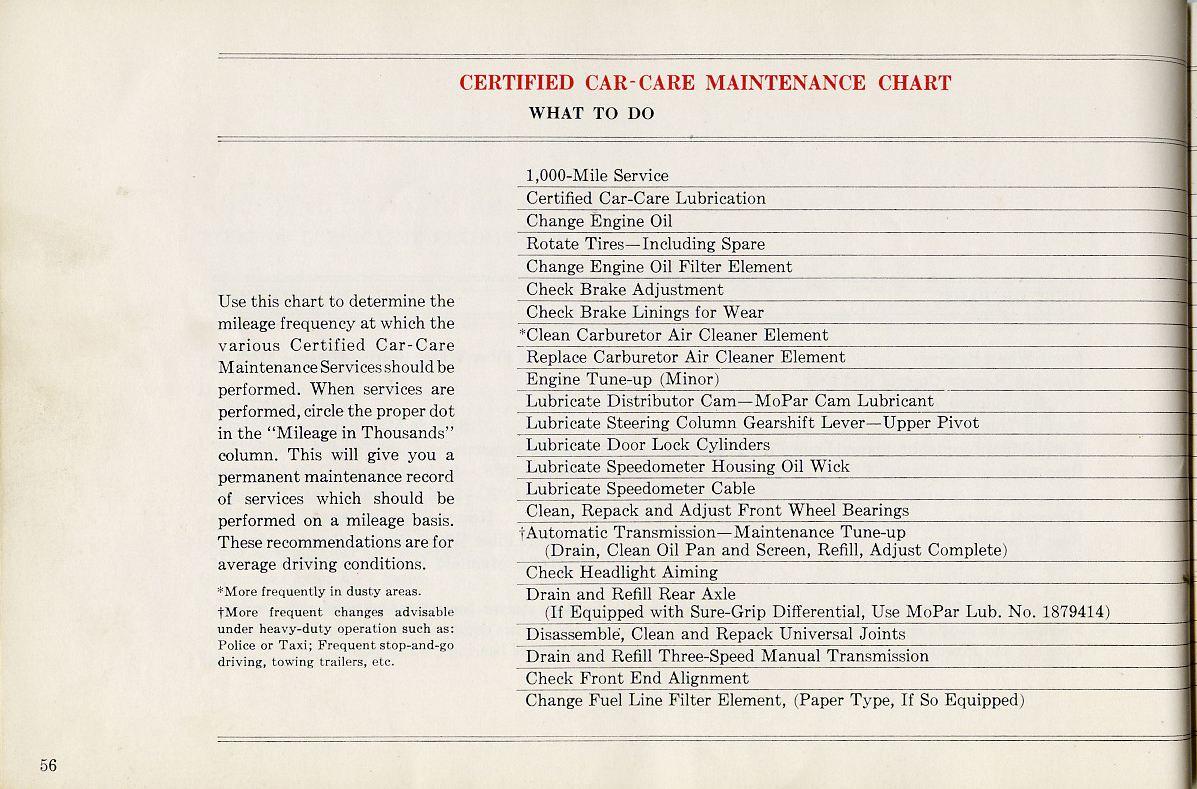 CERTIFIED CAR-CARE MAINTENANCE CHART
WHAT TO DO
Use this chart to determine the
mileage frequency at which the
various Certified Car-Care
Maintenance Services should be
performed. When services are
performed, circle the proper dot
in the “Mileage in Thousands”
column. This will give you a
permanent maintenance record
of services which should be
performed on a mileage basis.
These recommendations are for
average driving conditions.
*More frequently in dusty areas.
†More frequent changes advisable
under heavy-duty operation such as:
Police or Taxi; Frequent stop-and-go
driving, towing trailers, etc.
1,000-Mile Service
Certified Car-Care Lubrication
Change Engine Oil
Rotate Tires—Including Spare
Change Engine Oil Filter Element
Check Brake Adjustment
Check Brake Linings for Wear
*Clean Carburetor Air Cleaner Element
Replace Carburetor Air Cleaner Element
Engine Tune-up (Minor)
Lubricate Distributor Cam—MoPar Cam Lubricant
Lubricate Steering Column Gearshift Lever—Upper Pivot
Lubricate Door Lock Cylinders
Lubricate Speedometer Housing Oil Wick
Lubricate Speedometer Cable
Clean, Repack and Adjust Front Wheel Bearings
†Automatic Transmission—Maintenance Tune-up
(Drain, Clean Oil Pan and Screen, Refill, Adjust Complete)
Check Headlight Aiming
Drain and Refill Rear Axle
(If Equipped with Sure-Grip Differential, Use MoPar Lub. No. 1879414)
Disassemble, Clean and Repack Universal Joints
Drain and Refill Three-Speed Manual Transmission
Check Front End Alignment
Change Fuel Line Filter Element, (Paper Type, If So Equipped)
56